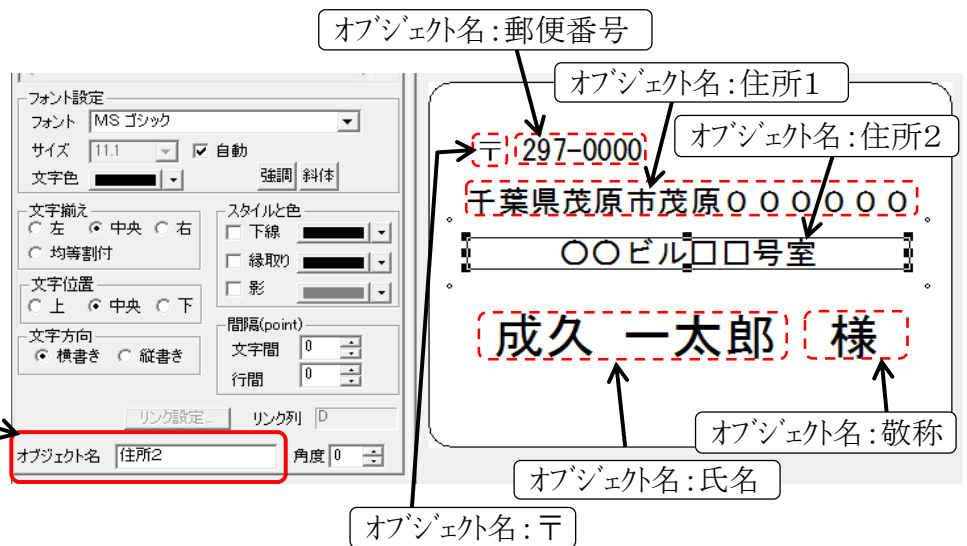 オブジェクト名:郵便番号
オブジェクト名:住所1
オブジェクト名:住所2
フォント設定
フォント MS ゴシック
サイズ 11.1 自動
文字色 強調 斜体
文字揃え
左 中央 右
均等割付
文字位置
上 中央 下
文字方向
横書き 縦書き
スタイルと色
下線
縁取り
影
間隔(point)
文字間 0
行間 0
リンク設定... リンク列 D
オブジェクト名 住所2 角度 0
〒 297-0000
千葉県茂原市茂原0000000
〇〇ビル□□号室
成久 一太郎 様
オブジェクト名:敬称
オブジェクト名:氏名
オブジェクト名:〒